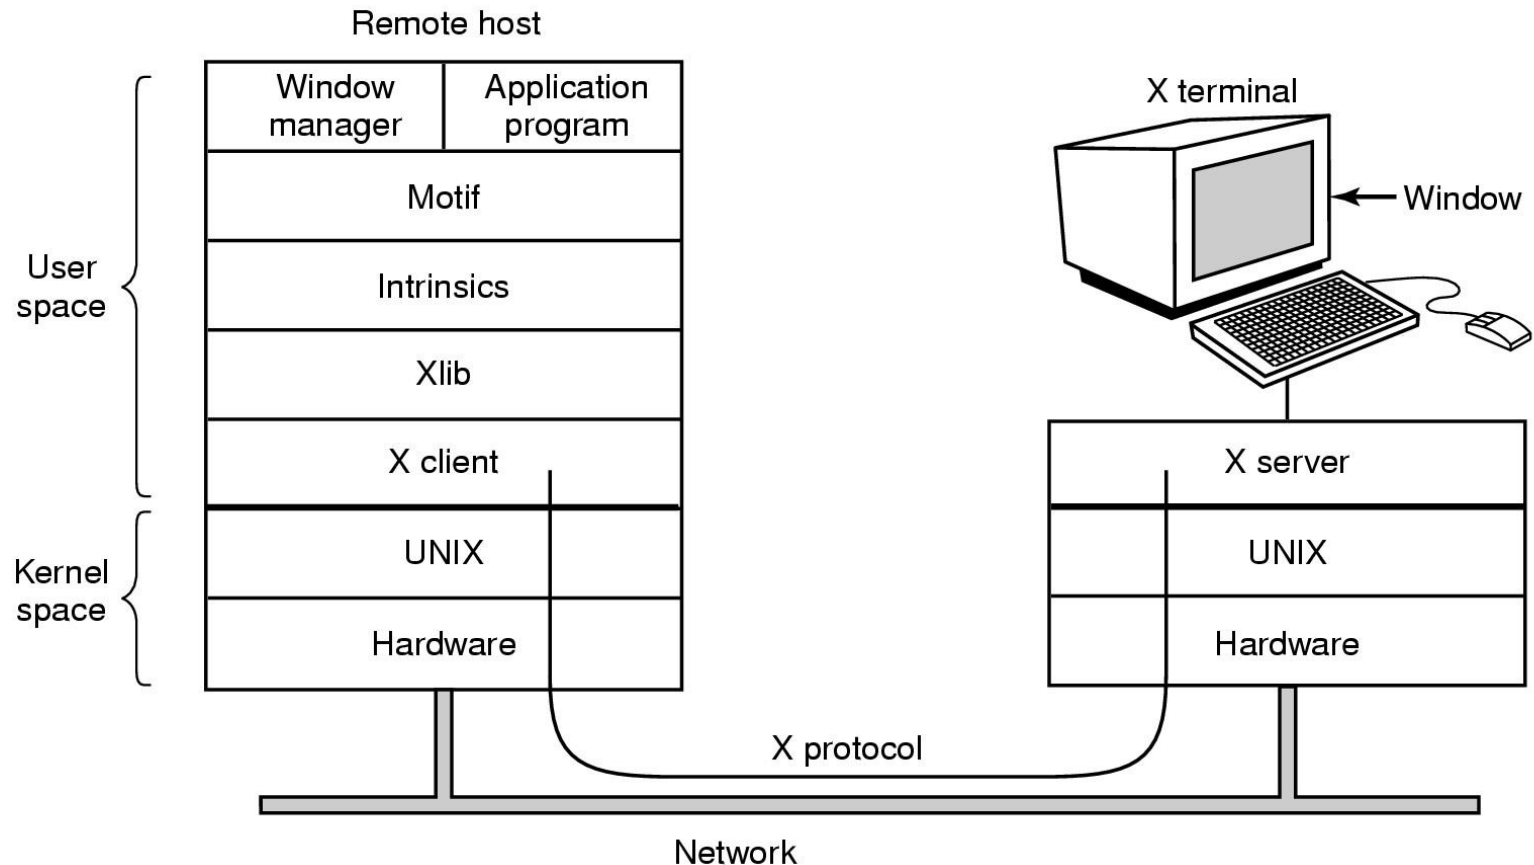 Remote host
Window
manager
Application
program
Motif
Intrinsics
Xlib
X client
UNIX
Hardware
User
space
Kernel
space
X terminal
Window
X server
UNIX
Hardware
X protocol
Network